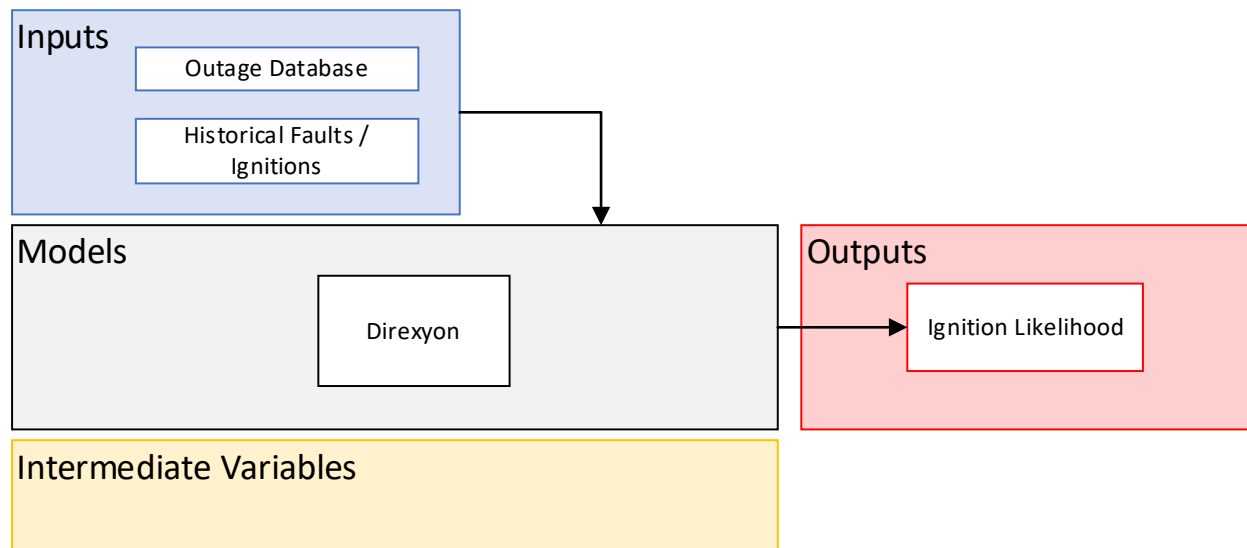 Inputs
Outage Database
Historical Faults /
Ignitions
Models
Direxyon
Outputs
Ignition Likelihood
Intermediate Variables